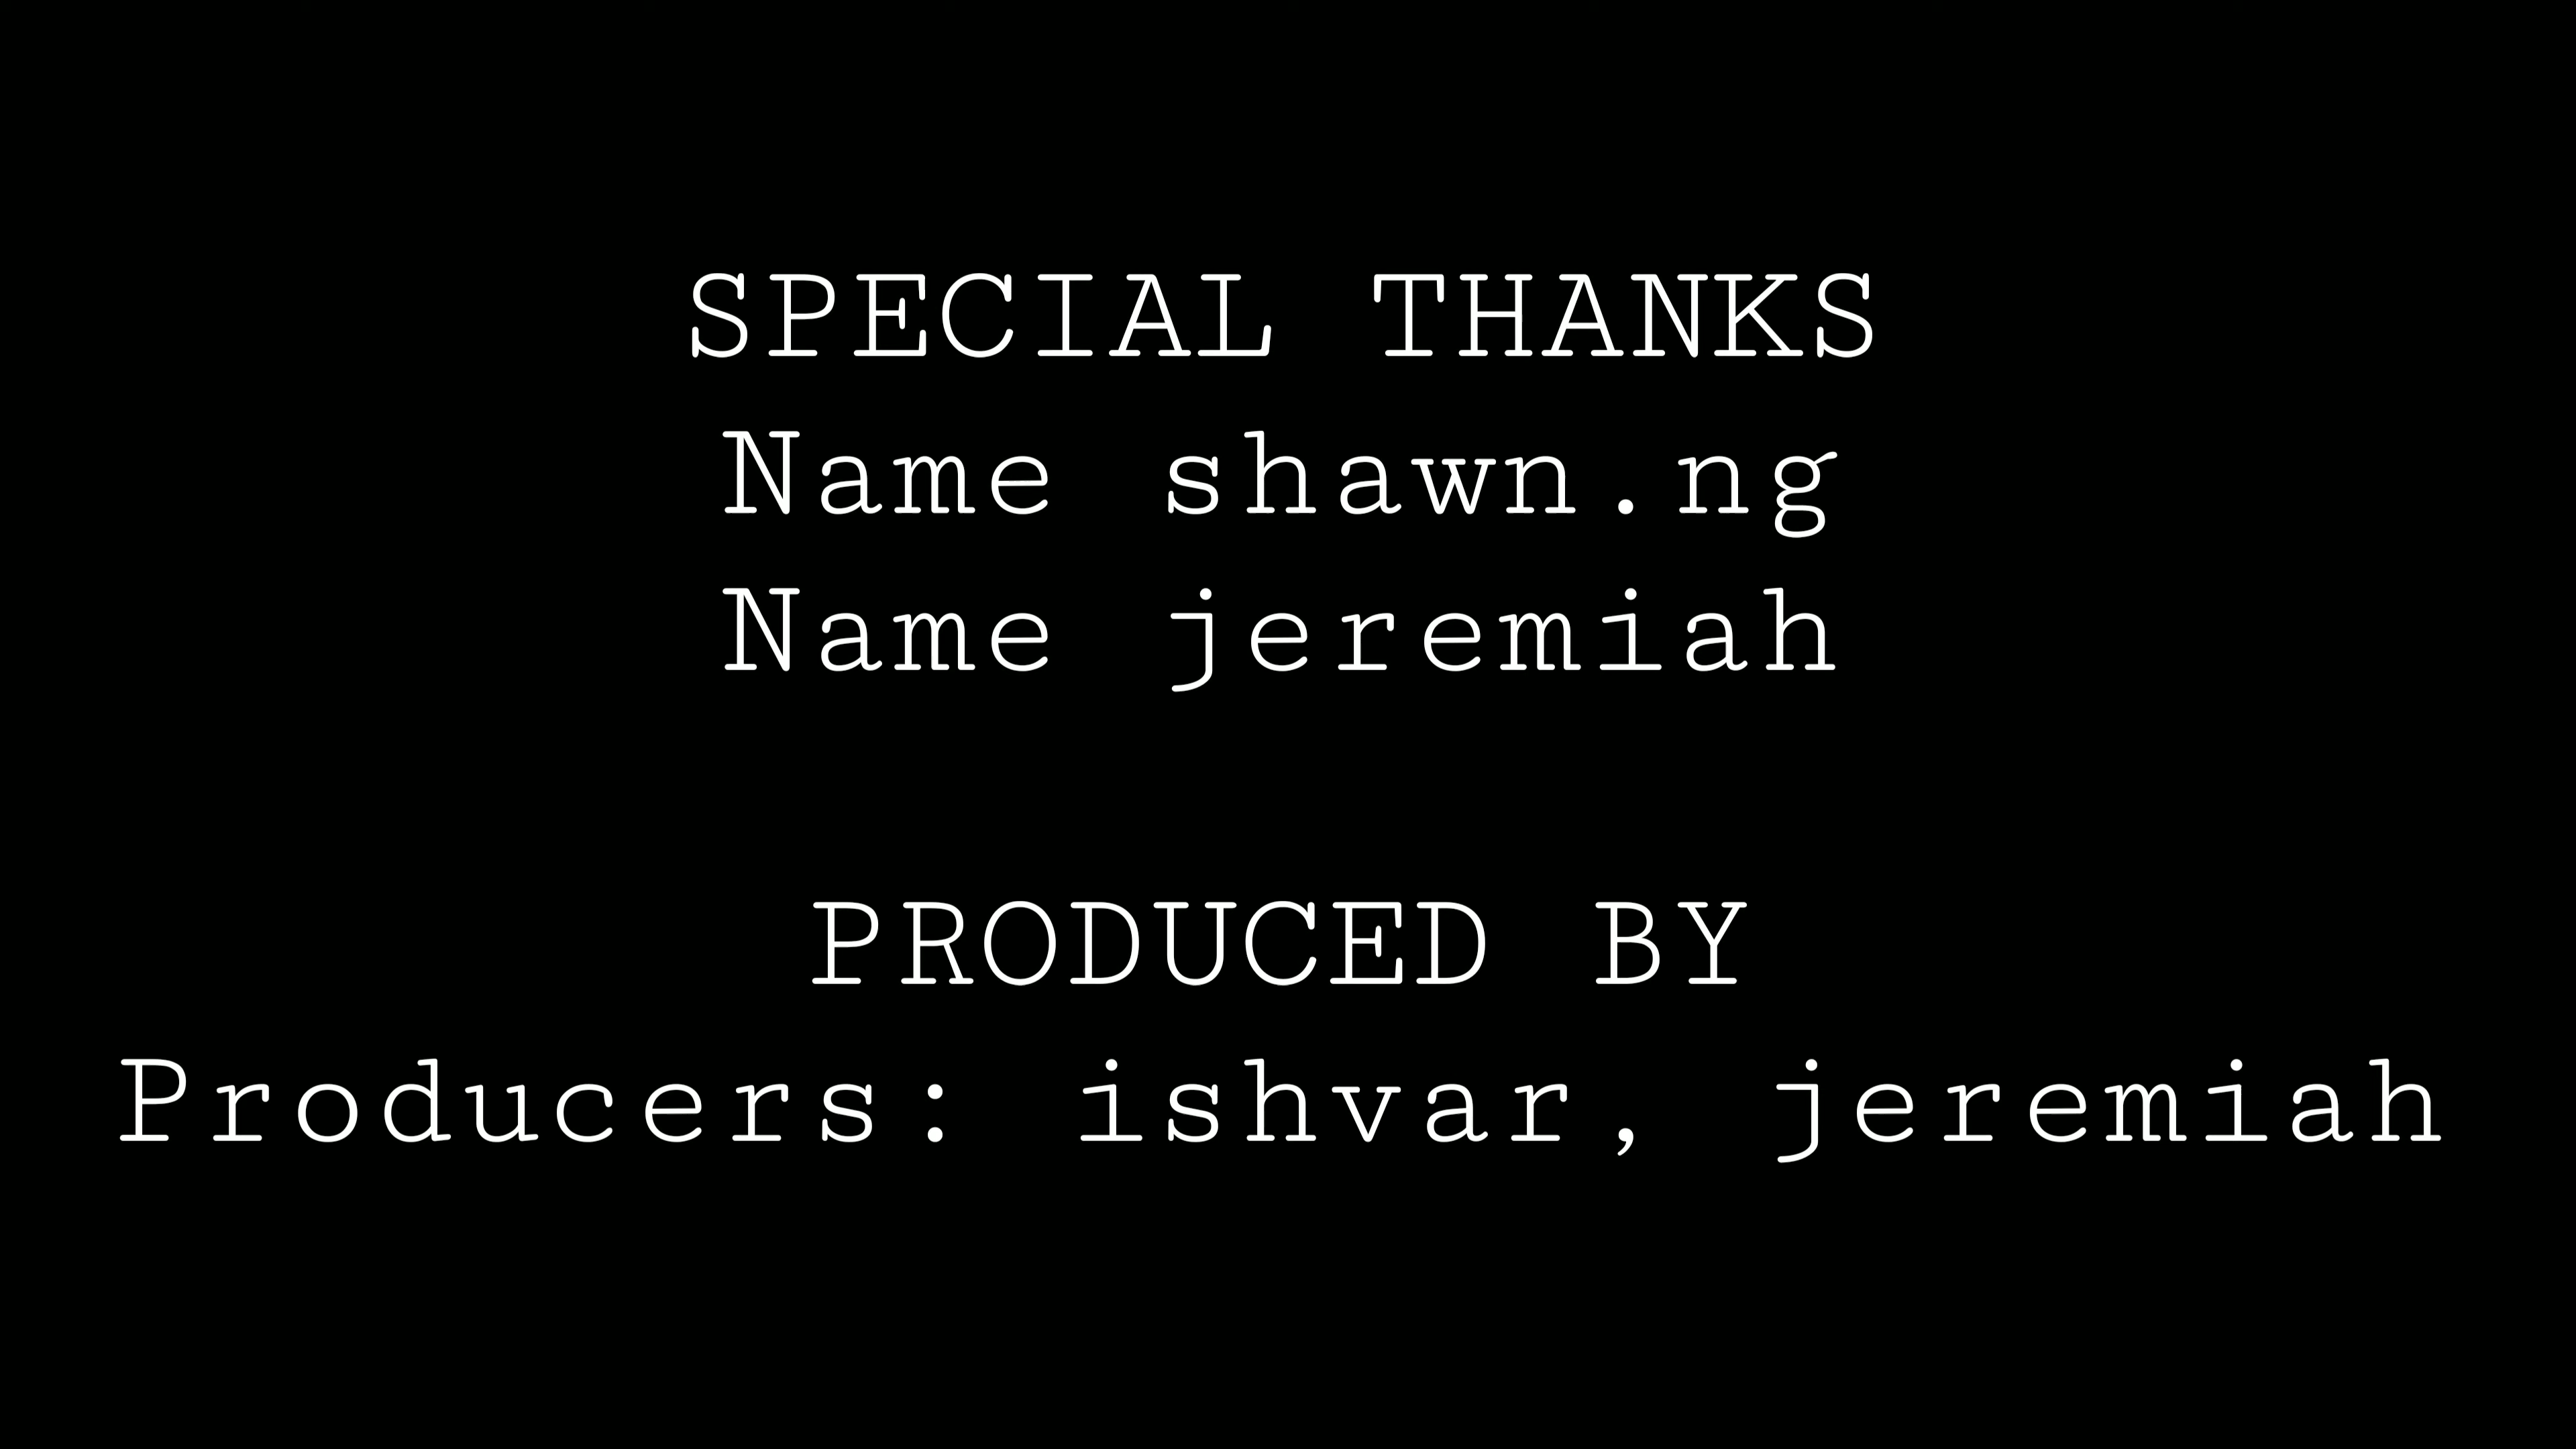 SPECIAL THANKS
Name shawn.ng
Name jeremiah
PRODUCED BY
Producers: ishvar, jeremiah